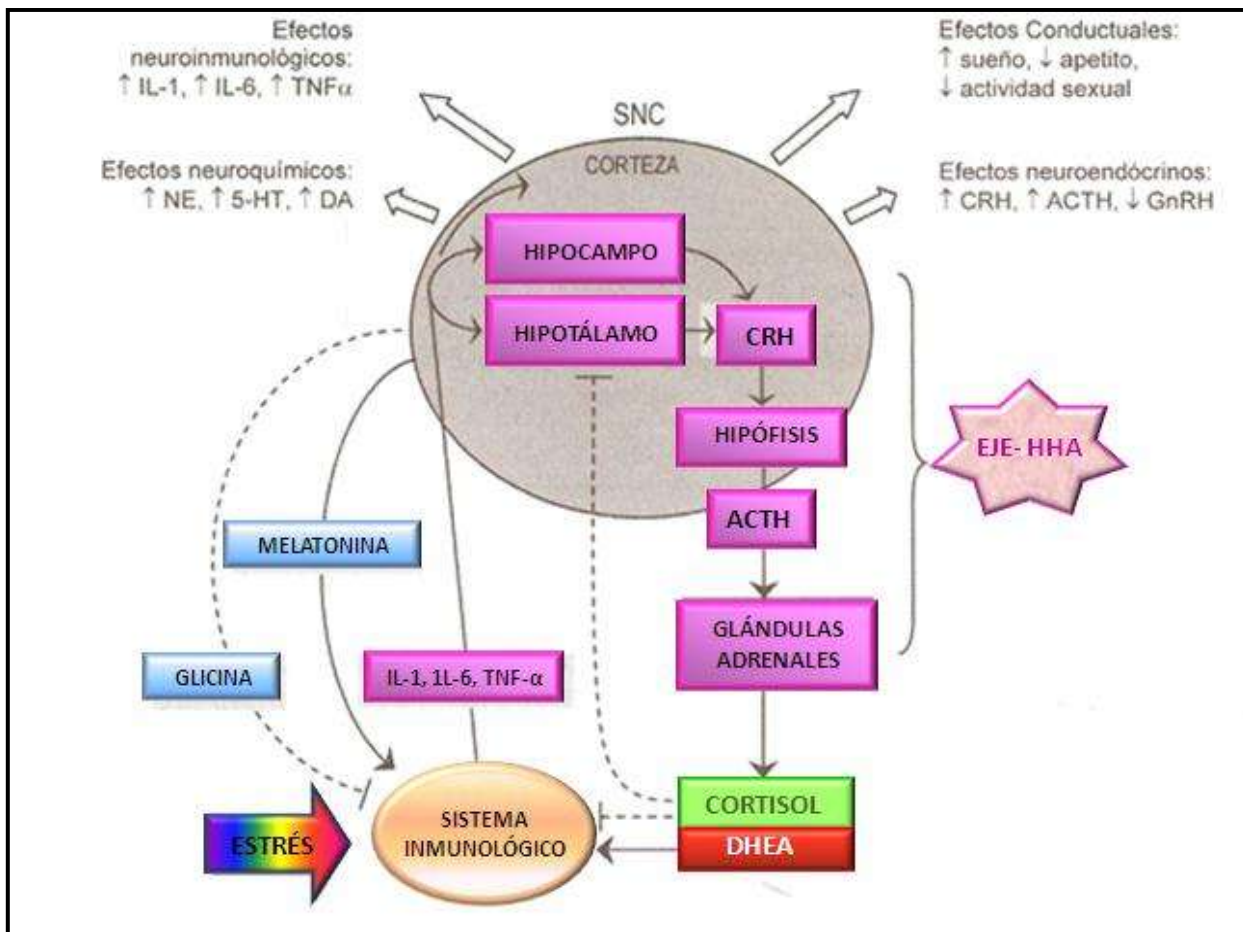 Efectos
neuroinmunológicos:
↑ IL-1, ↑ IL-6, ↑ TNFα
Efectos Conductuales:
↑ sueño, ↓ apetito,
↓ actividad sexual
SNC
CORTEZA
Efectos neuroquímicos:
↑ NE, ↑ 5-HT, ↑ DA
Efectos neuroendócrinos:
↑ CRH, ↑ ACTH, ↓ GnRH
HIPOCAMPO
HIPOTÁLAMO
CRH
HIPÓFISIS
EJE- HHA
ACTH
MELATONINA
GLÁNDULAS
ADRENALES
GLICINA
IL-1, 1L-6, TNF-α
CORTISOL
DHEA
ESTRÉS
SISTEMA
INMUNOLÓGICO